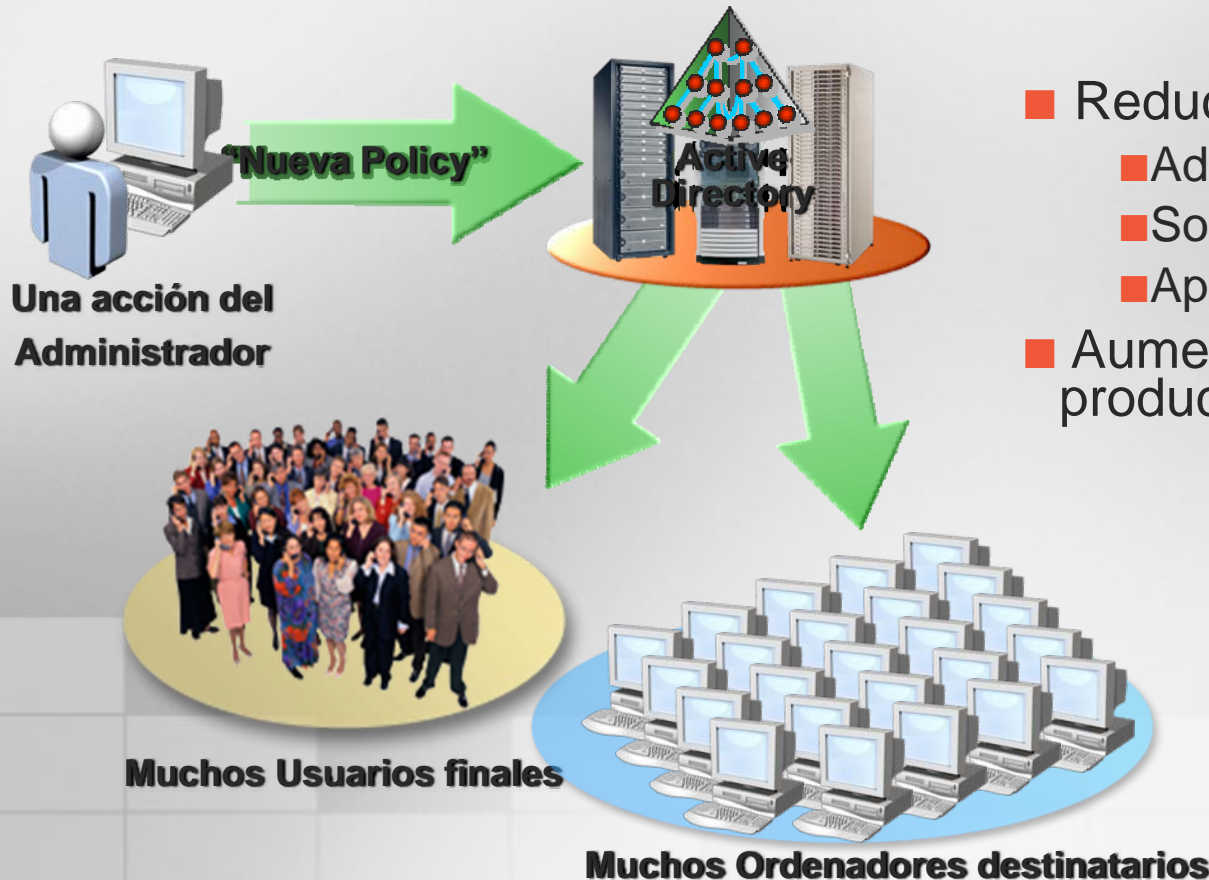 "Nueva Policy”
Active
Directory
Una acción del
Administrador
Muchos Usuarios finales
Muchos Ordenadores destinatarios